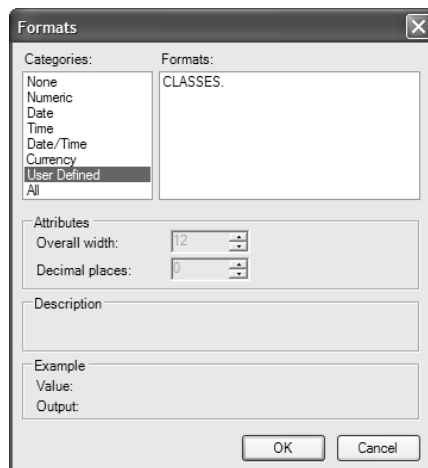 Formats
Categories:
Formats:
None
Numeric
Date
Time
Date/Time
Currency
User Defined
All
CLASSES.
Attributes
Overall width: 12
Decimal places: 0
Description
Example
Value:
Output:
OK Cancel